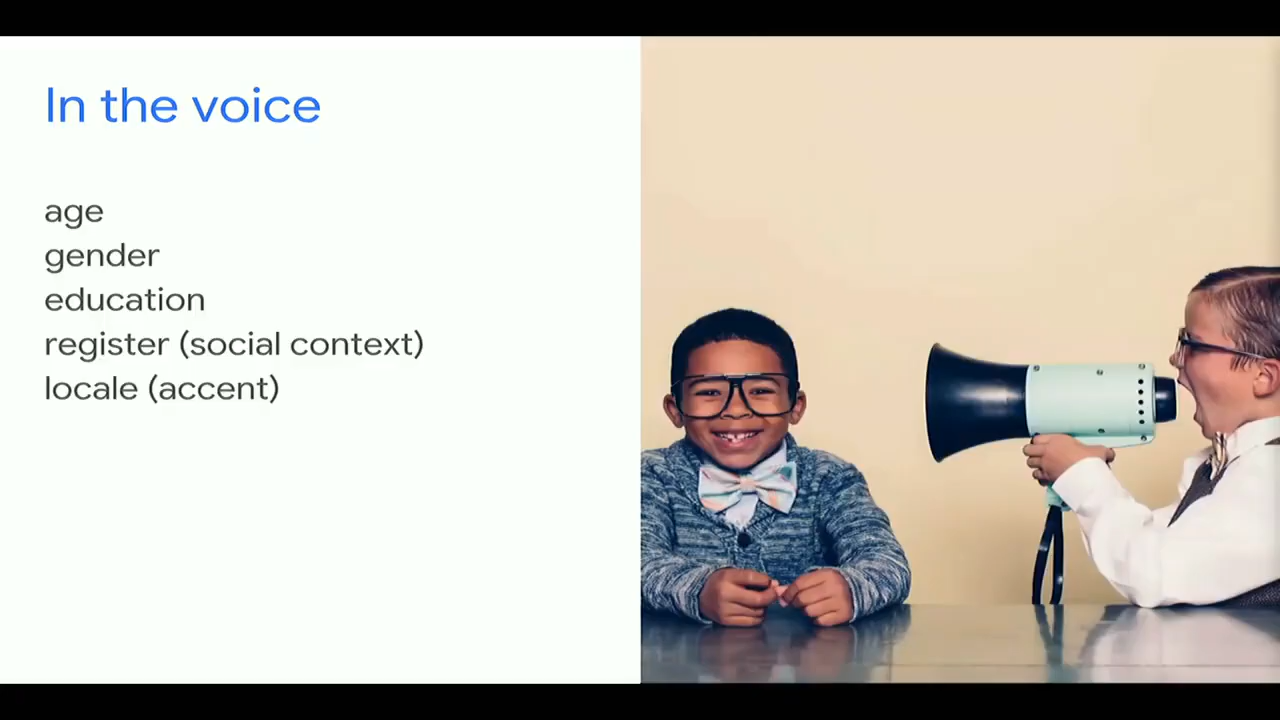 In the voice
age
gender
education
register (social context)
locale (accent)